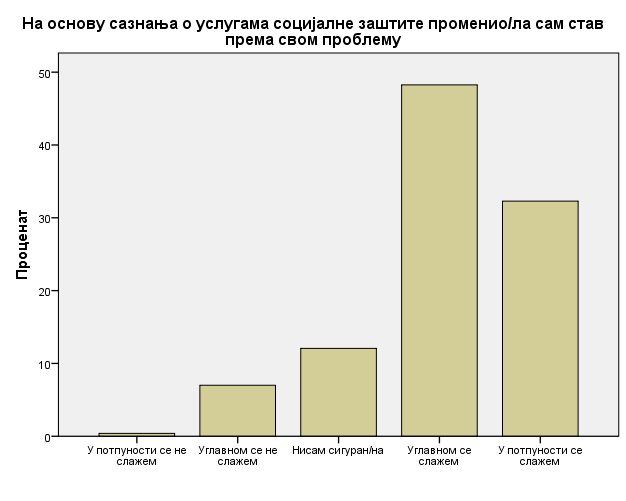 На основу сазнања о услугама социјалне заштите променио/ла сам став
према свом проблему
Проценат
50
40
30
20
10
0
У потпуности се не
слажем
Углавном се не
слажем
Нисам сигуран/на
Углавном се
слажем
У потпуности се
слажем